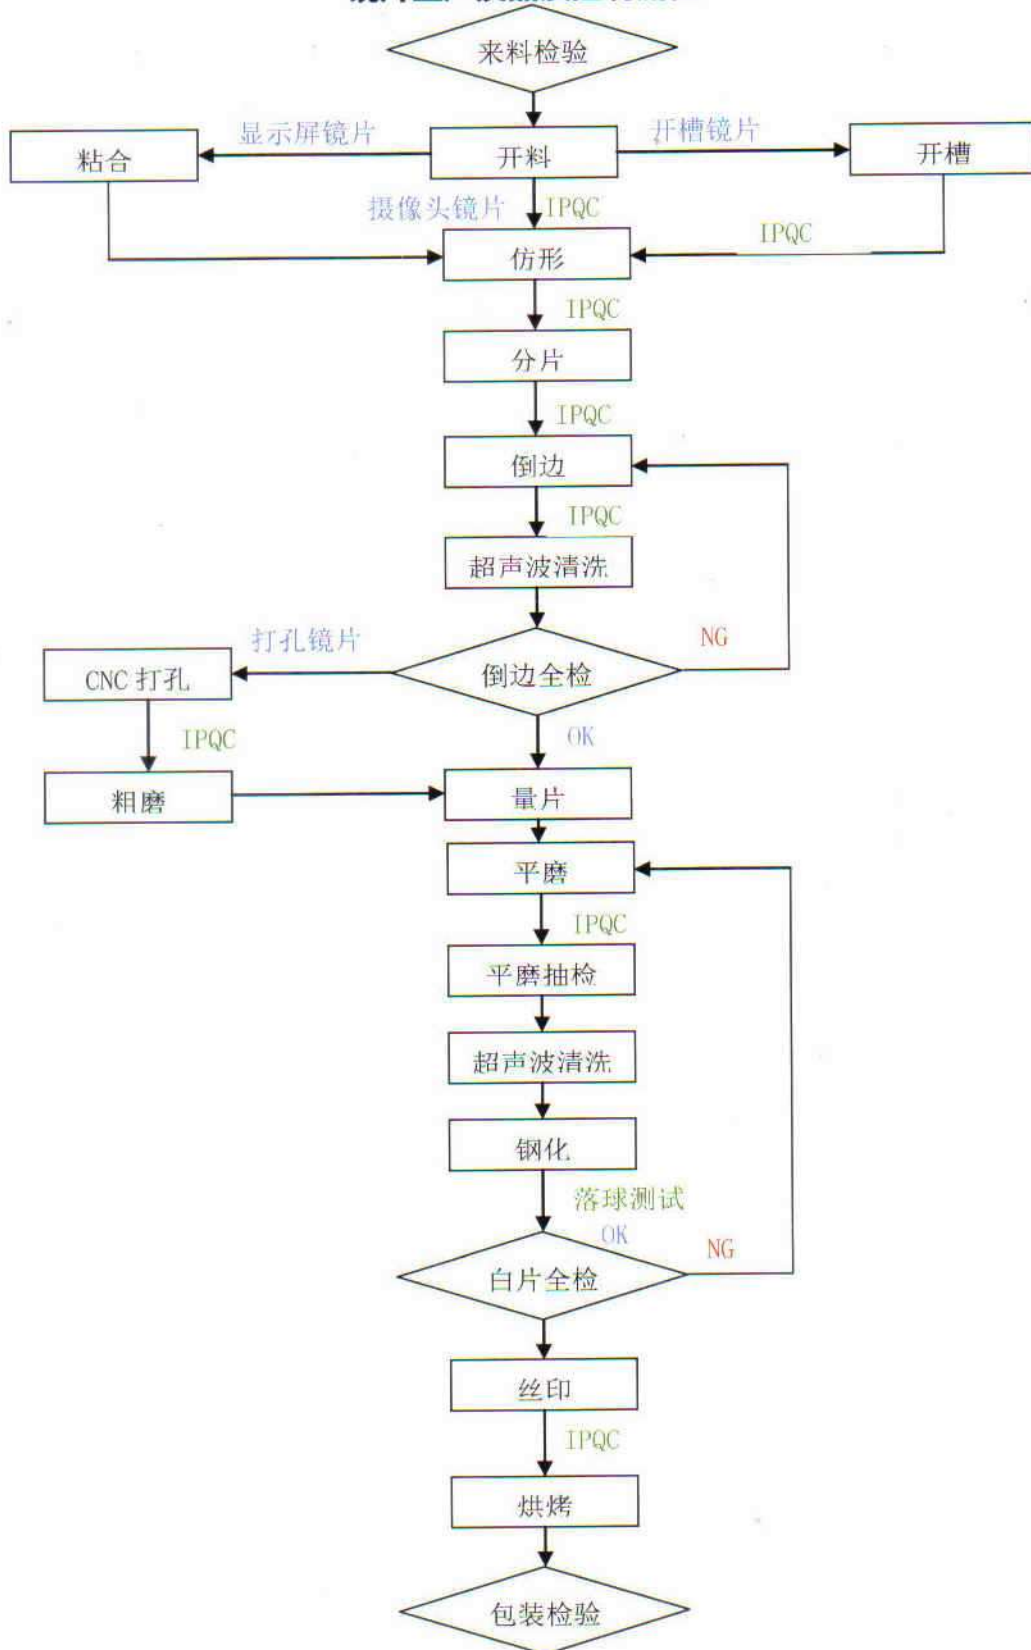 来料检验
显示屏镜片
开槽镜片
粘合
开料
开槽
摄像头镜片
IPQC
IPQC
仿形
IPQC
分片
IPQC
倒边
IPQC
超声波清洗
打孔镜片
NG
CNC 打孔
倒边全检
IPQC
OK
粗磨
量片
平磨
IPQC
平磨抽检
超声波清洗
钢化
落球测试
OK
NG
白片全检
丝印
IPQC
烘烤
包装检验